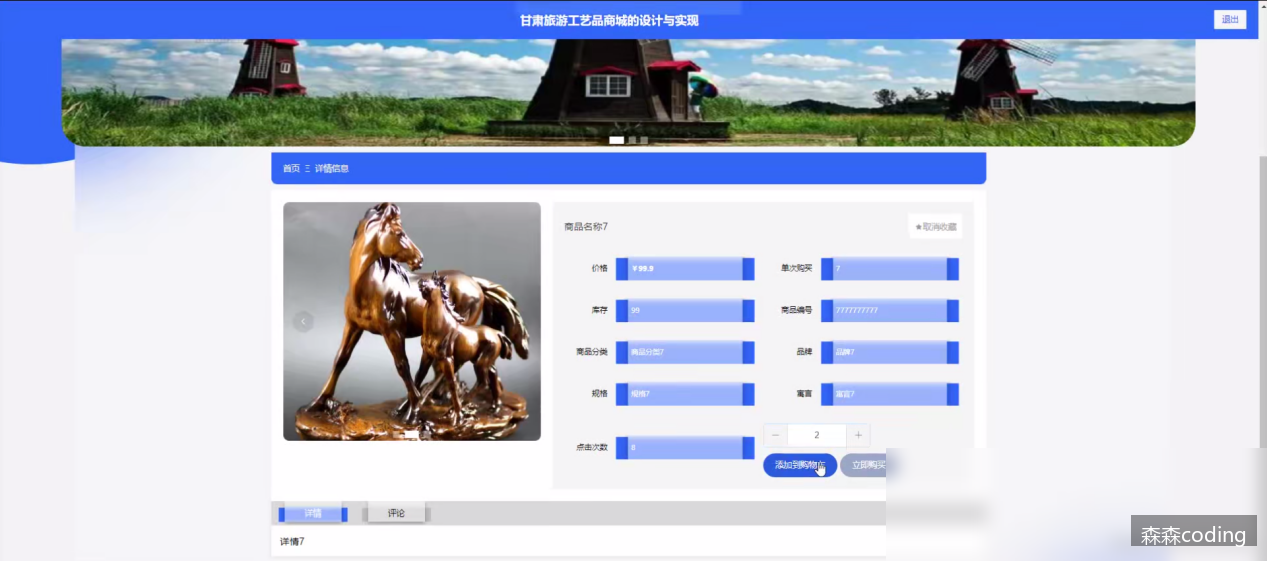 甘肃旅游工艺品商城的设计与实现
退出
首页 Ξ 详情信息
商品名称7
★取消收藏
价格 ￥99.9 单次购买 7
库存 99 商品编号 7777777777
商品分类 商品分类7 品牌 品牌7
规格 规格7 寓言 寓言7
点击次数 8
− 2 +
添加到购物车 立即购买
详情 评论
详情7
森森coding